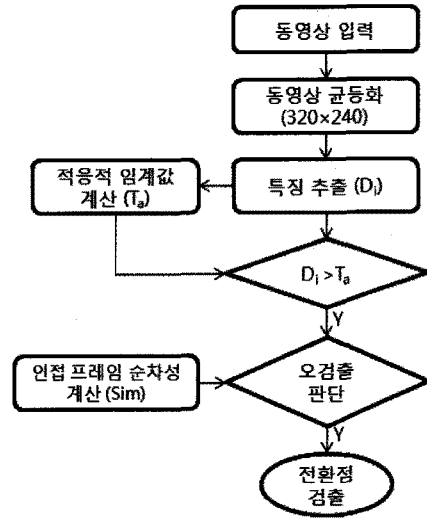 동영상 입력
동영상 균등화
(320×240)
적응적 임계값
계산 (Tₐ)
특징 추출 (Dᵢ)
Dᵢ >Tₐ
Y
인접 프레임 순차성
계산 (Sim)
오검출
판단
Y
전환정
검출